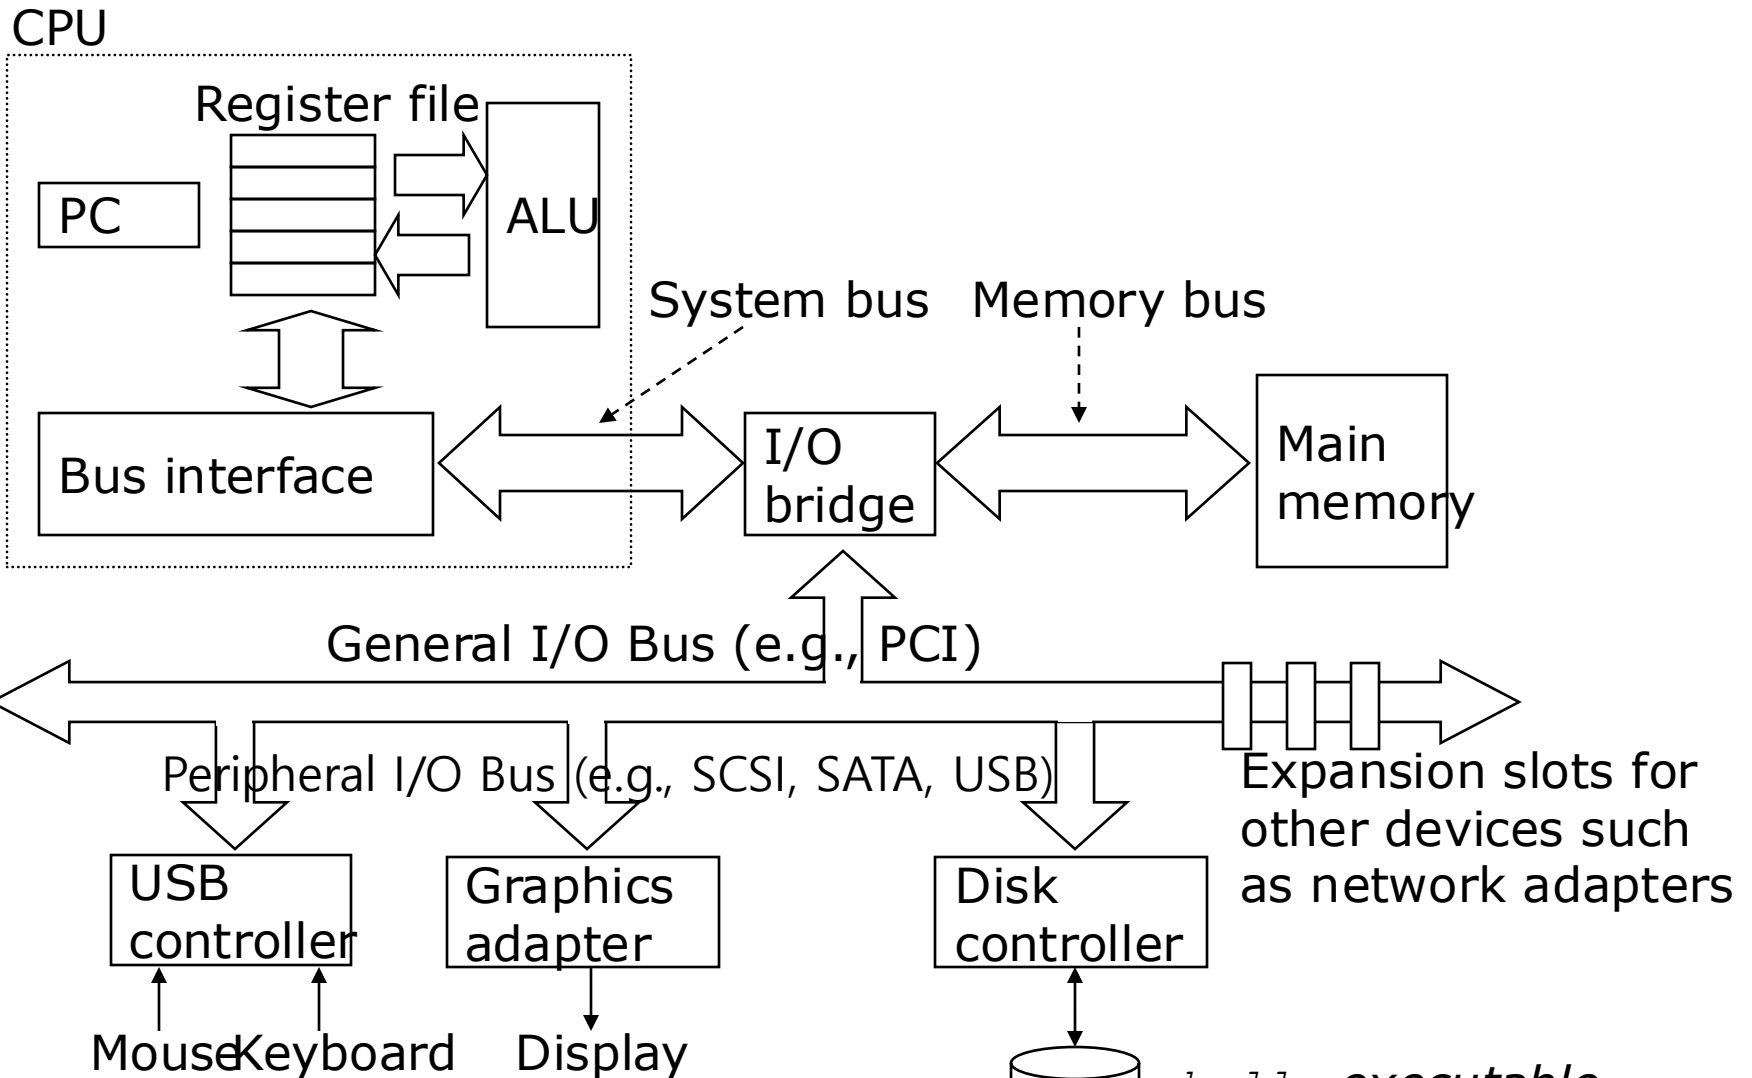 CPU
Register file
PC
ALU
System bus
Memory bus
Bus interface
I/O
bridge
Main
memory
General I/O Bus (e.g., PCI)
Peripheral I/O Bus (e.g., SCSI, SATA, USB)
Expansion slots for
other devices such
as network adapters
USB
controller
Graphics
adapter
Disk
controller
Mouse
Keyboard
Display
executable